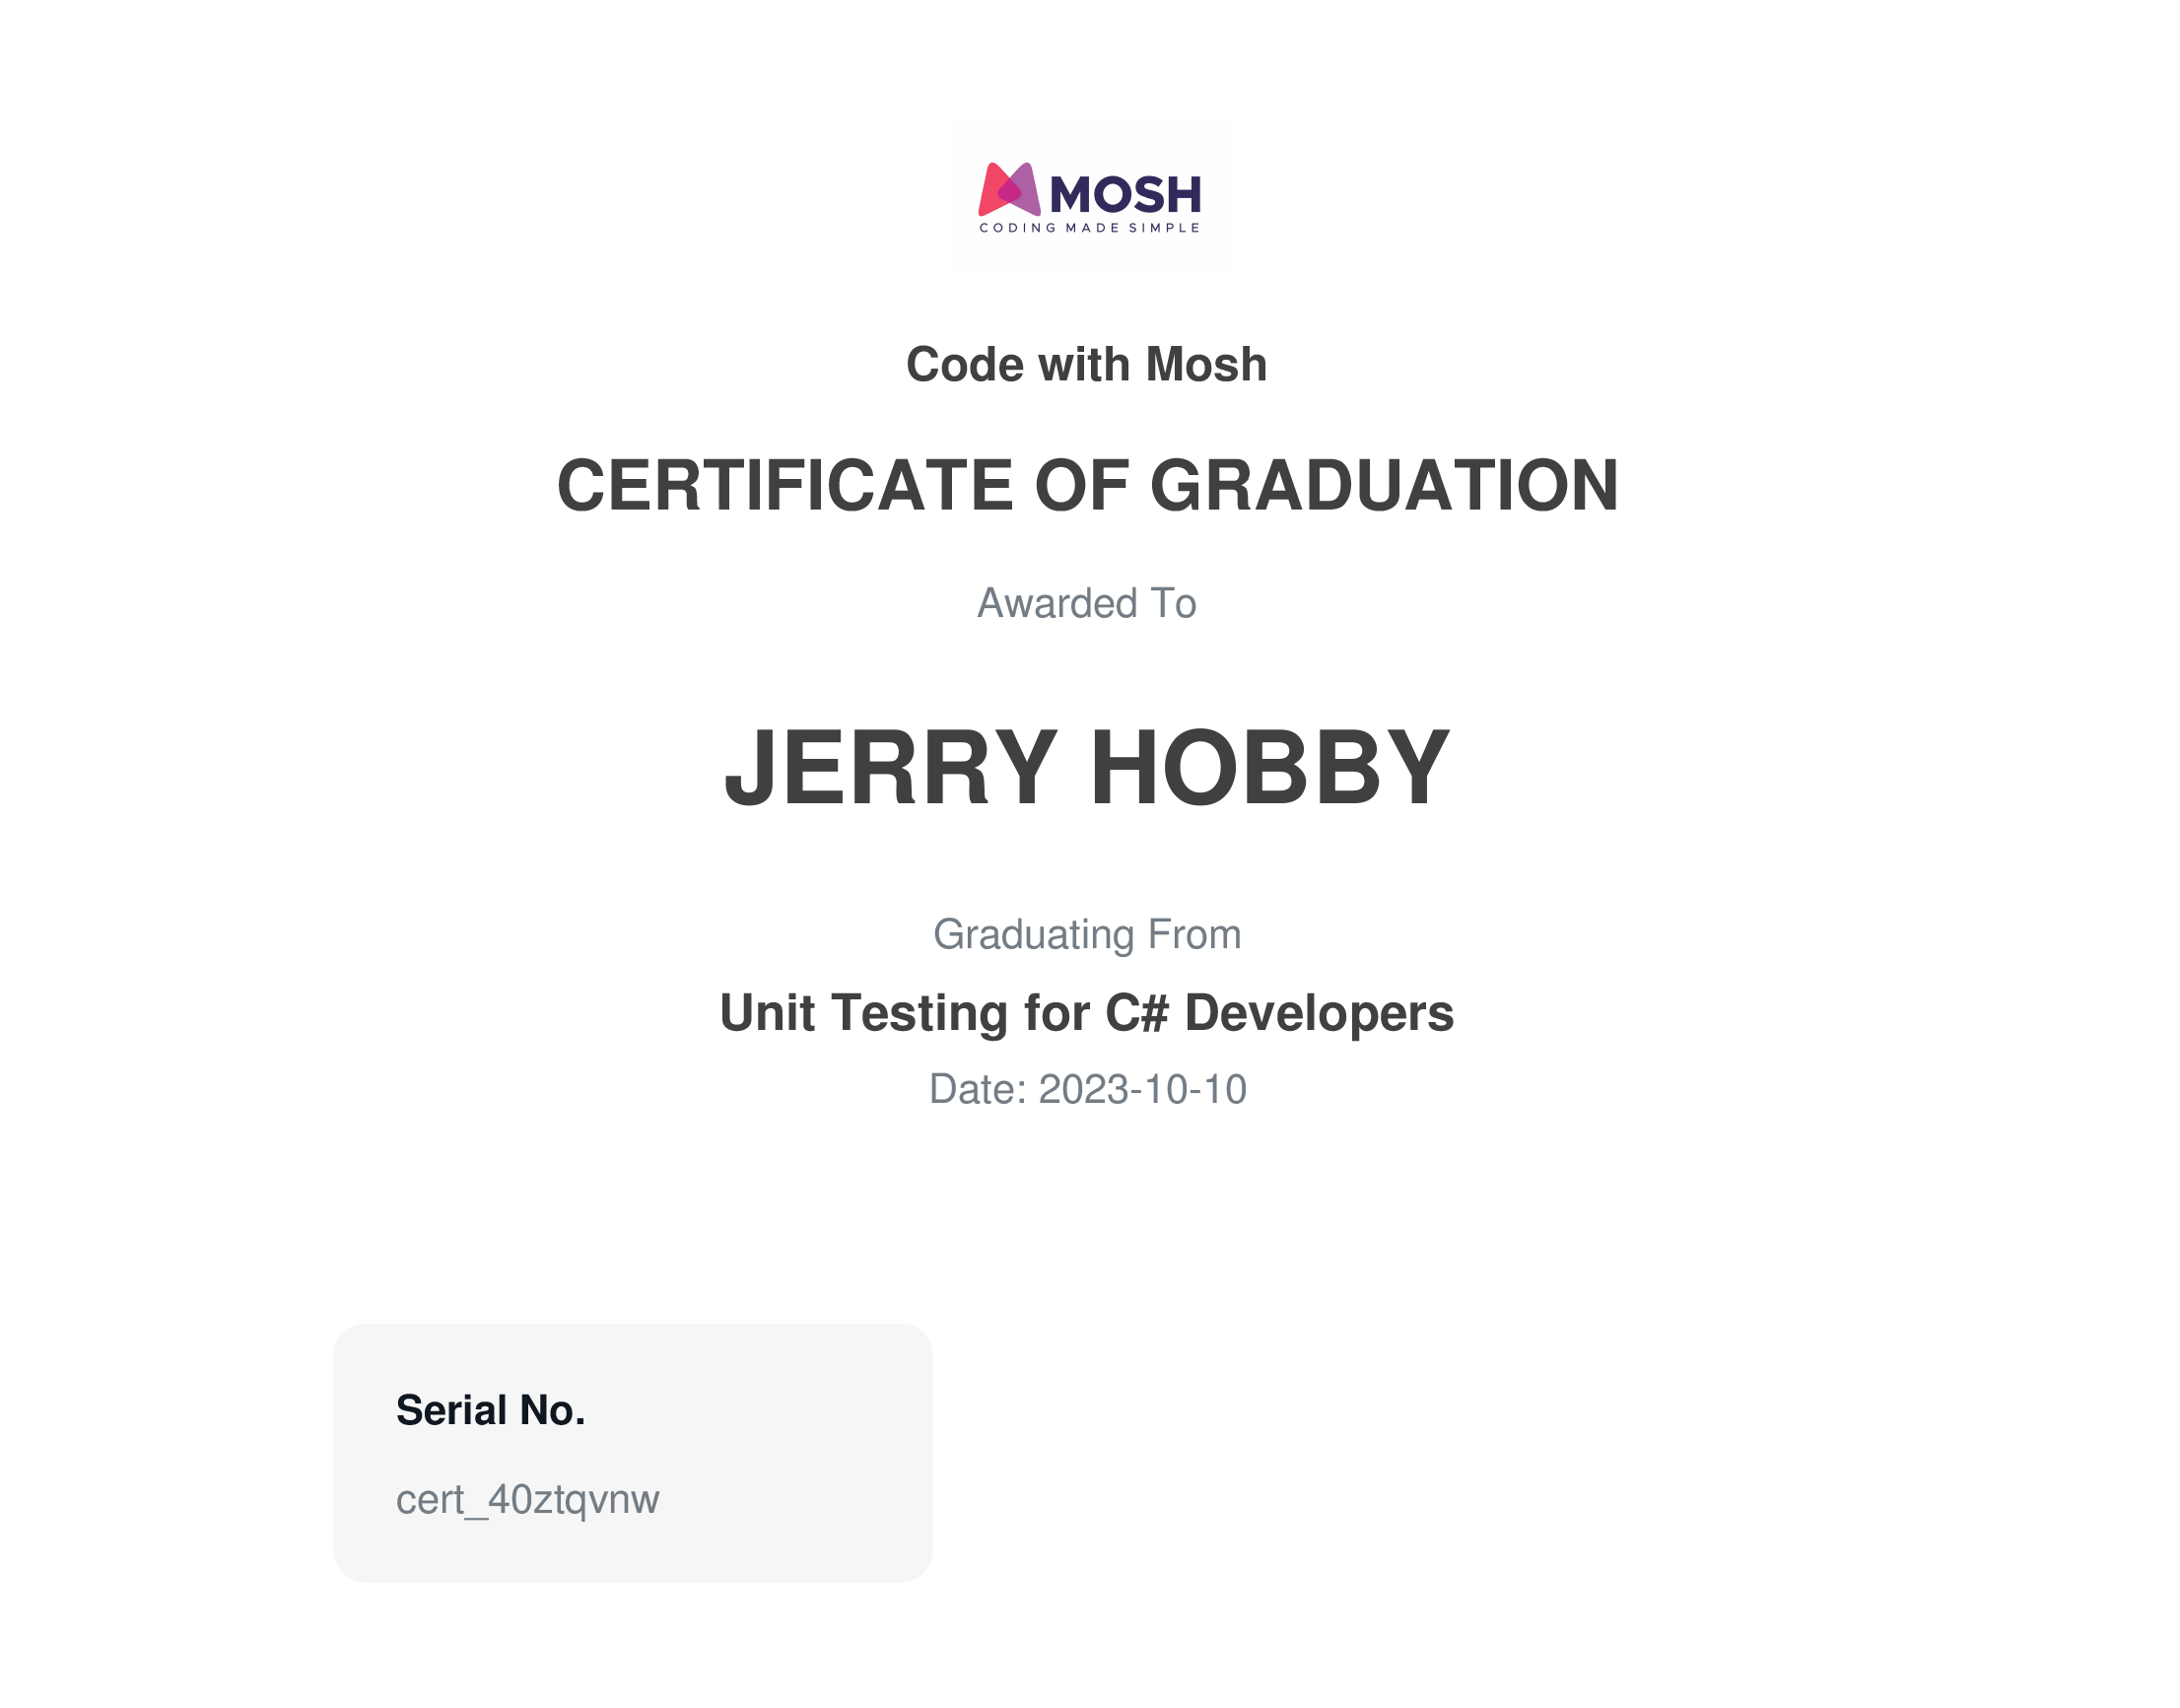 MOSH
CODING MADE SIMPLE
Code with Mosh
CERTIFICATE OF GRADUATION
Awarded To
JERRY HOBBY
Graduating From
Unit Testing for C# Developers
Date: 2023-10-10
Serial No.
cert_40ztqvnw